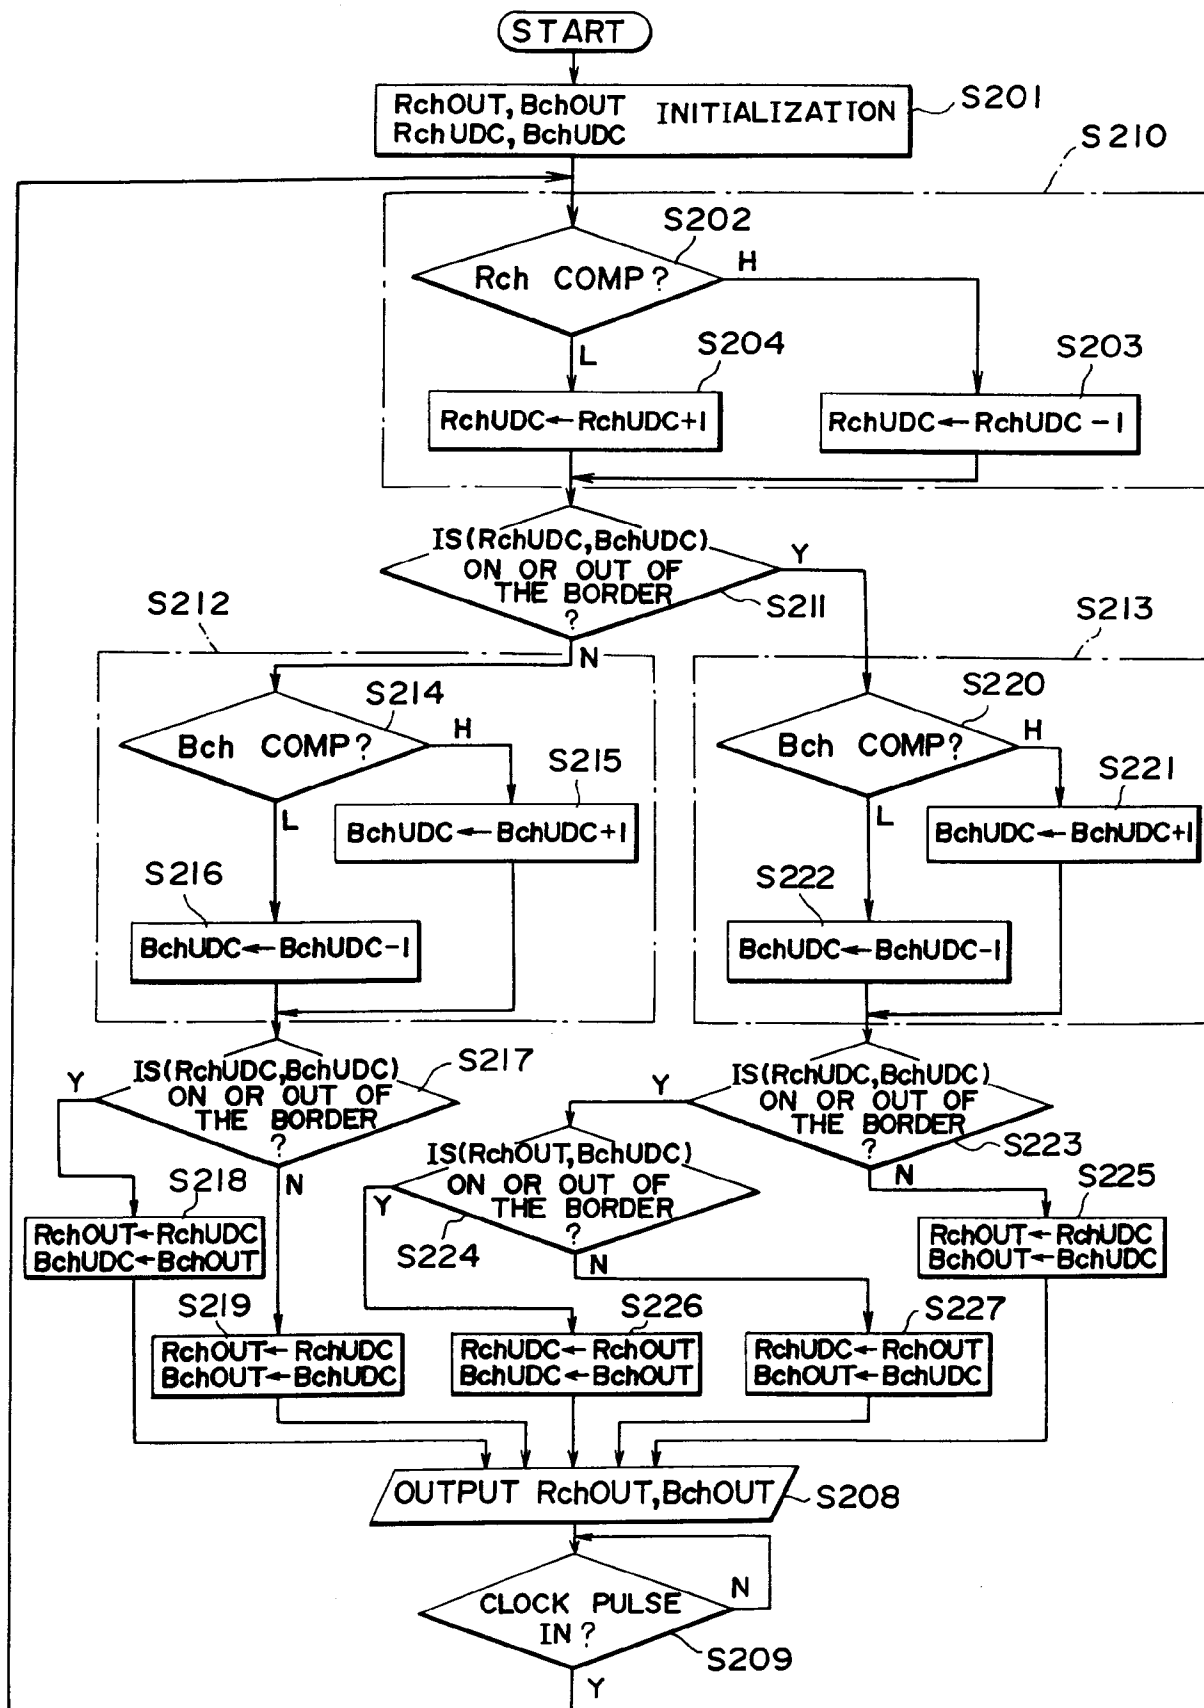 START
RchOUT, BchOUT INITIALIZATION
RchUDC, BchUDC
S201
S210
S202
Rch COMP?
H
L
S204
S203
RchUDC←RchUDC+1
RchUDC←RchUDC-1
IS(RchUDC,BchUDC)
ON OR OUT OF
THE BORDER
?
Y
S211
N
S212
S213
S214
Bch COMP?
H
L
S215
BchUDC←BchUDC+1
S216
BchUDC←BchUDC-1
S220
Bch COMP?
H
L
S221
BchUDC←BchUDC+1
S222
BchUDC←BchUDC-1
S217
IS(RchUDC,BchUDC)
ON OR OUT OF
THE BORDER
?
Y
N
IS(RchUDC,BchUDC)
ON OR OUT OF
THE BORDER
?
Y
S223
N
IS(RchOUT,BchUDC)
ON OR OUT OF
THE BORDER
?
Y
S224
N
S218
RchOUT←RchUDC
BchUDC←BchOUT
S225
RchOUT←RchUDC
BchOUT←BchUDC
S219
RchOUT←RchUDC
BchOUT←BchUDC
S226
RchUDC←RchOUT
BchUDC←BchOUT
S227
RchUDC←RchOUT
BchOUT←BchUDC
OUTPUT RchOUT,BchOUT
S208
CLOCK PULSE
IN?
N
S209
Y